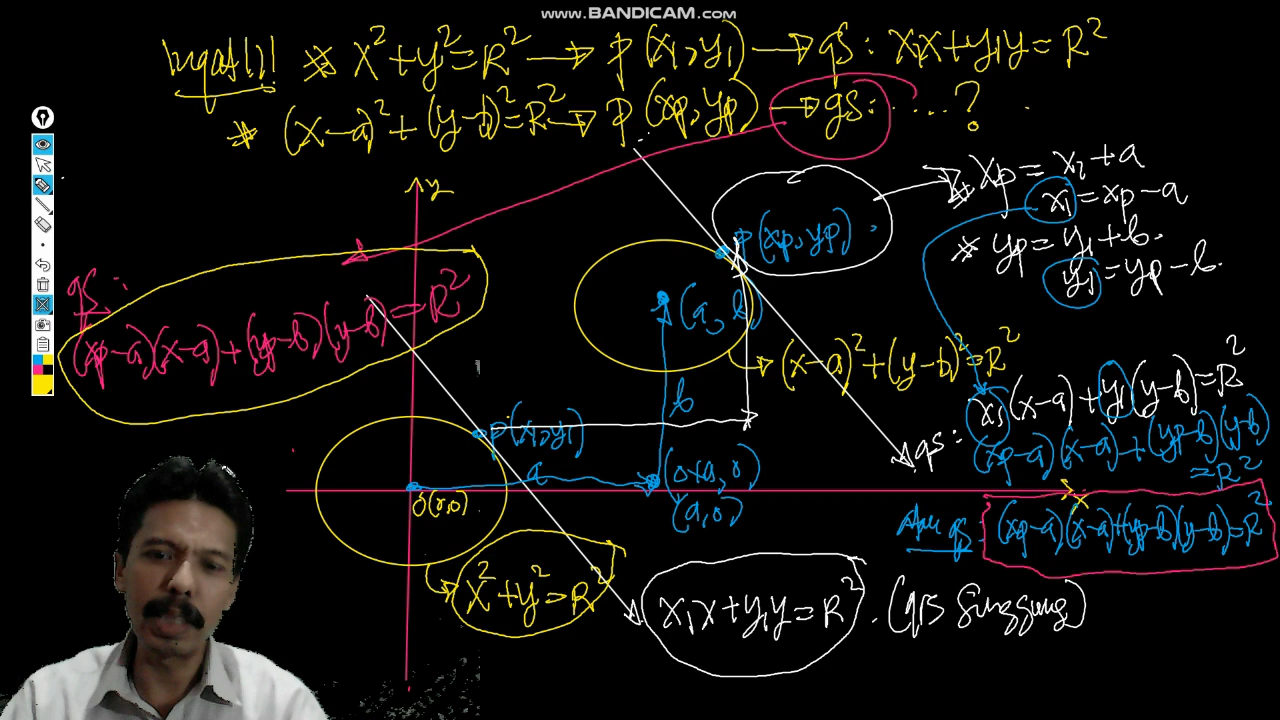 WWW.BANDICAM.COM
Ingat!!! * x² + y² = R² → P(x₁, y₁) → gs : x₁x + y₁y = R²
* (x-a)² + (y-b)² = R² → P(xp, yp) → gs : ....?
y
* xp = x₁ + a
x₁ = xp - a
P(xp, yp)
* yp = y₁ + b.
y₁ = yp - b.
gs :
(xp-a)(x-a) + (yp-b)(y-b) = R²
(a, b)
(x-a)² + (y-b)² = R²
b
gs : x₁(x-a) + y₁(y-b) = R²
P(x₁, y₁)
(xp-a)(x-a) + (yp-b)(y-b)
= R²
a
(0+a, 0)
(a, 0)
x
O(0,0)
gs : (xp-a)(x-a) + (yp-b)(y-b) = R²
x² + y² = R²
x₁x + y₁y = R². (grs singgung)